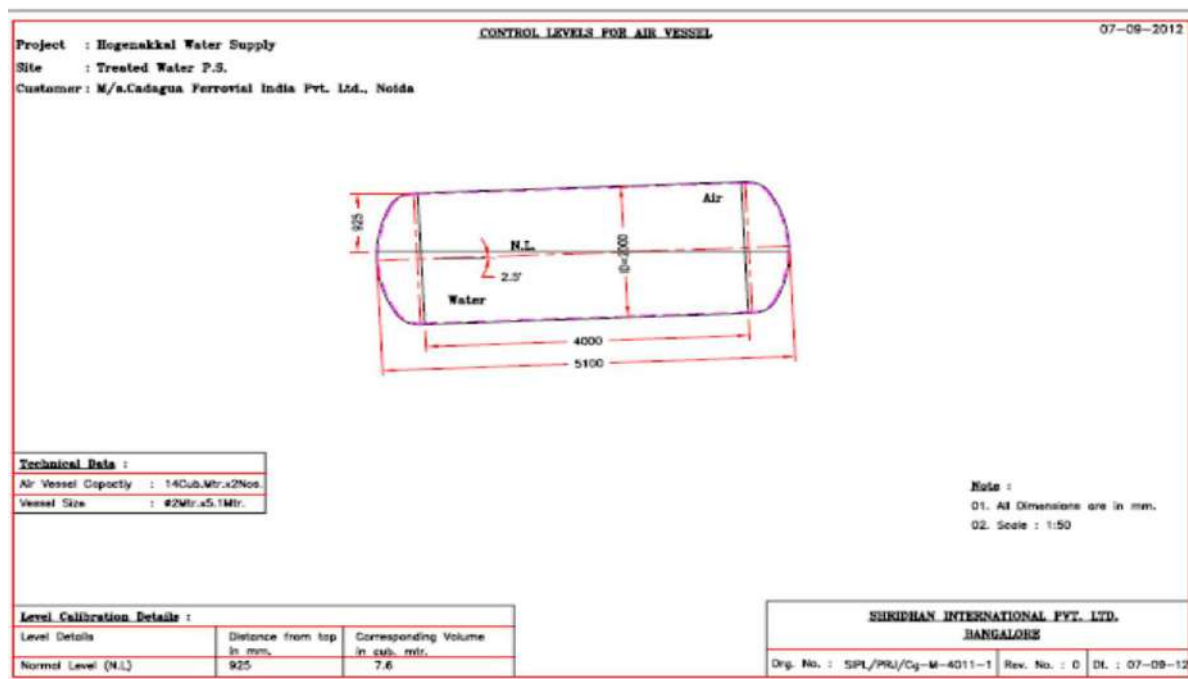 CONTROL LEVELS FOR AIR VESSEL
07-09-2012
Project : Hogenakkal Water Supply
Site : Treated Water P.S.
Customer : M/s.Cadagua Ferrovial India Pvt. Ltd., Noida
925
Air
N.L.
ID=2000
2.5°
Water
4000
5100
Technical Data :
Air Vessel Capactiy : 14Cub.Mtr.x2Nos.
Vessel Size : ø2Mtr.x5.1Mtr.
Note :
01. All Dimensions are in mm.
02. Scale : 1:50
Level Calibration Details :
Level Details Distance from top in mm. Corresponding Volume in cub. mtr.
Normal Level (N.L) 925 7.6
SHRIDHAN INTERNATIONAL PVT. LTD.
BANGALORE
Drg. No. : SIPL/PRJ/Cg-M-4011-1 Rev. No. : 0 Dt. : 07-09-12